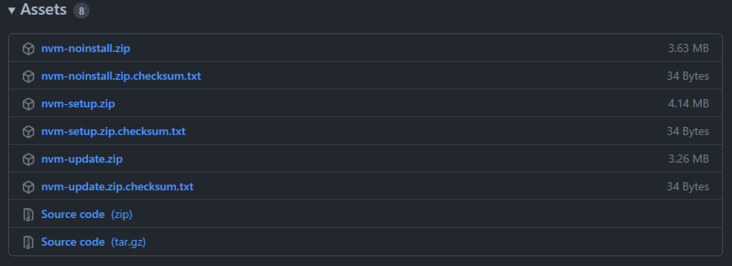 Assets 8
nvm-noinstall.zip 3.63 MB
nvm-noinstall.zip.checksum.txt 34 Bytes
nvm-setup.zip 4.14 MB
nvm-setup.zip.checksum.txt 34 Bytes
nvm-update.zip 3.26 MB
nvm-update.zip.checksum.txt 34 Bytes
Source code (zip)
Source code (tar.gz)